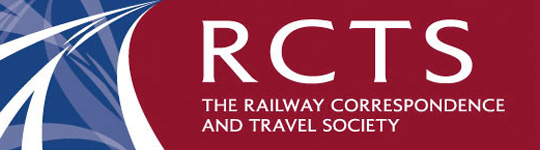 RCTS
THE RAILWAY CORRESPONDENCE
AND TRAVEL SOCIETY